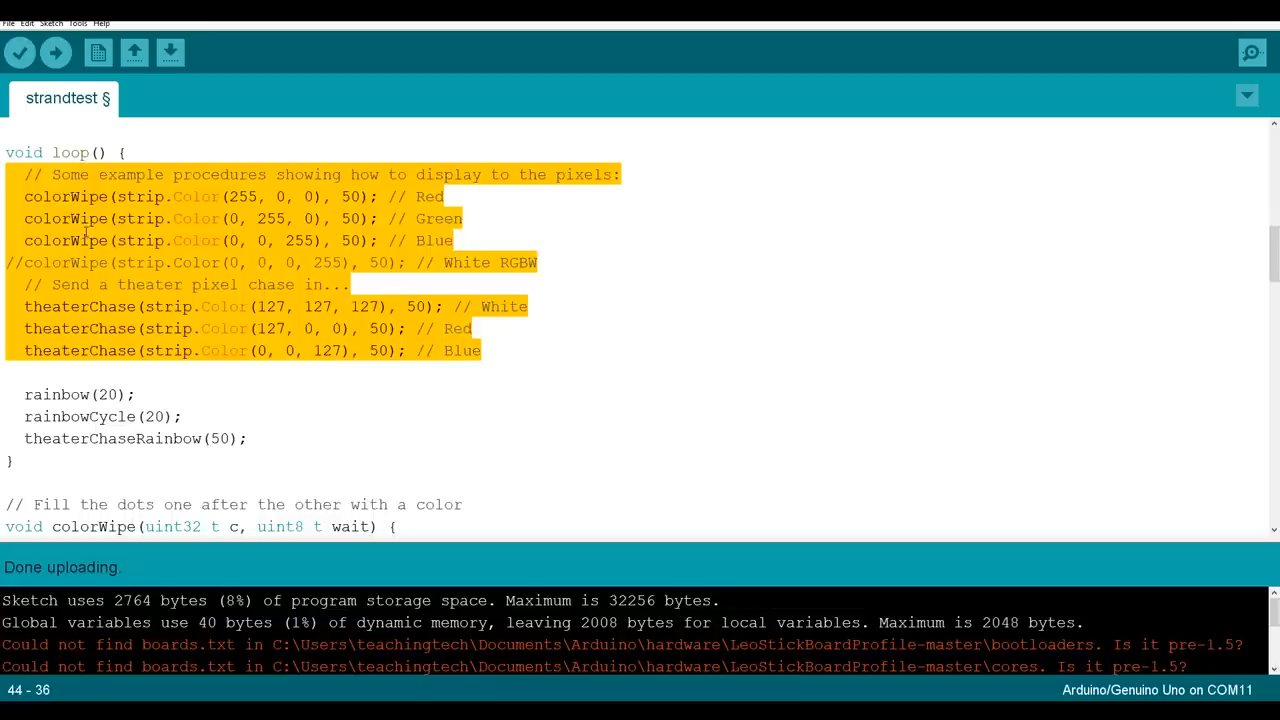 File Edit Sketch Tools Help
strandtest §
void loop() {
// Some example procedures showing how to display to the pixels:
colorWipe(strip.Color(255, 0, 0), 50); // Red
colorWipe(strip.Color(0, 255, 0), 50); // Green
colorWipe(strip.Color(0, 0, 255), 50); // Blue
//colorWipe(strip.Color(0, 0, 0, 255), 50); // White RGBW
// Send a theater pixel chase in...
theaterChase(strip.Color(127, 127, 127), 50); // White
theaterChase(strip.Color(127, 0, 0), 50); // Red
theaterChase(strip.Color(0, 0, 127), 50); // Blue
rainbow(20);
rainbowCycle(20);
theaterChaseRainbow(50);
}
// Fill the dots one after the other with a color
void colorWipe(uint32 t c, uint8 t wait) {
Done uploading.
Sketch uses 2764 bytes (8%) of program storage space. Maximum is 32256 bytes.
Global variables use 40 bytes (1%) of dynamic memory, leaving 2008 bytes for local variables. Maximum is 2048 bytes.
Could not find boards.txt in C:\Users\teachingtech\Documents\Arduino\hardware\LeoStickBoardProfile-master\bootloaders. Is it pre-1.5?
Could not find boards.txt in C:\Users\teachingtech\Documents\Arduino\hardware\LeoStickBoardProfile-master\cores. Is it pre-1.5?
44 - 36
Arduino/Genuino Uno on COM11